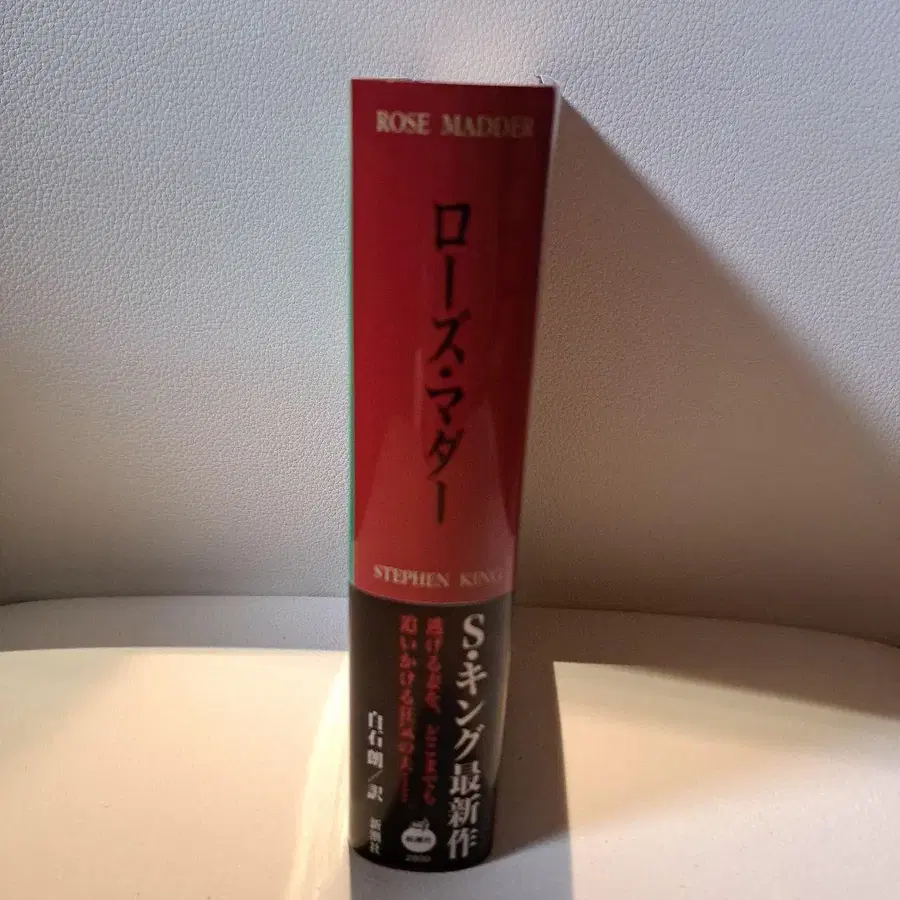 ROSE MADDER
ローズ・マダー
STEPHEN KING
S・キング最新作
逃げる妻を、どこまでも
追いかける狂気の夫……
白石 朗／訳
新潮社